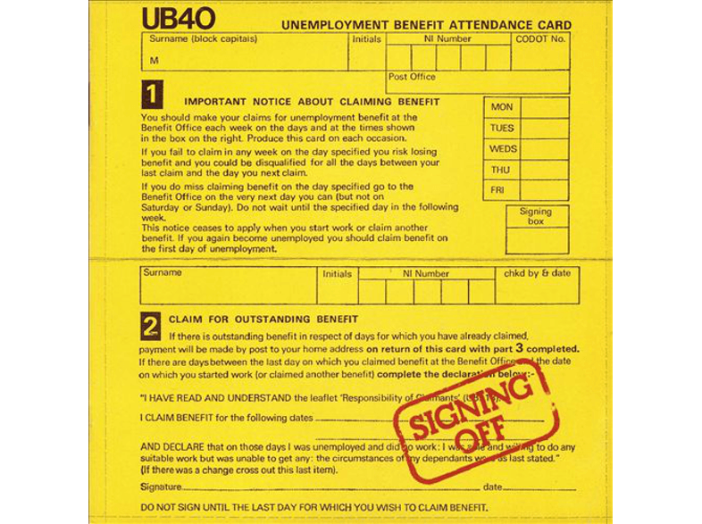 UB40
UNEMPLOYMENT BENEFIT ATTENDANCE CARD
Surname (block capitals) Initials NI Number CODOT No.
M
Post Office
1 IMPORTANT NOTICE ABOUT CLAIMING BENEFIT
You should make your claims for unemployment benefit at the
Benefit Office each week on the days and at the times shown
in the box on the right. Produce this card on each occasion.
If you fail to claim in any week on the day specified you risk losing
benefit and you could be disqualified for all the days between your
last claim and the day you next claim.
If you do miss claiming benefit on the day specified go to the
Benefit Office on the very next day you can (but not on
Saturday or Sunday). Do not wait until the specified day in the following
week.
This notice ceases to apply when you start work or claim another
benefit. If you again become unemployed you should claim benefit on
the first day of unemployment.
MON
TUES
WEDS
THU
FRI
Signing
box
Surname Initials NI Number chkd by & date
2 CLAIM FOR OUTSTANDING BENEFIT
If there is outstanding benefit in respect of days for which you have already claimed,
payment will be made by post to your home address on return of this card with part 3 completed.
If there are days between the last day on which you claimed benefit at the Benefit Office the date
on which you started work (or claimed another benefit) complete the declaration below:-
"I HAVE READ AND UNDERSTAND the leaflet 'Responsibility of Claimants'
I CLAIM BENEFIT for the following dates
AND DECLARE that on those days I was unemployed and did no work: I was and willing to do any
suitable work but was unable to get any: the circumstances of my dependants as last stated."
(If there was a change cross out this last item).
Signature date
DO NOT SIGN UNTIL THE LAST DAY FOR WHICH YOU WISH TO CLAIM BENEFIT.
SIGNING
OFF